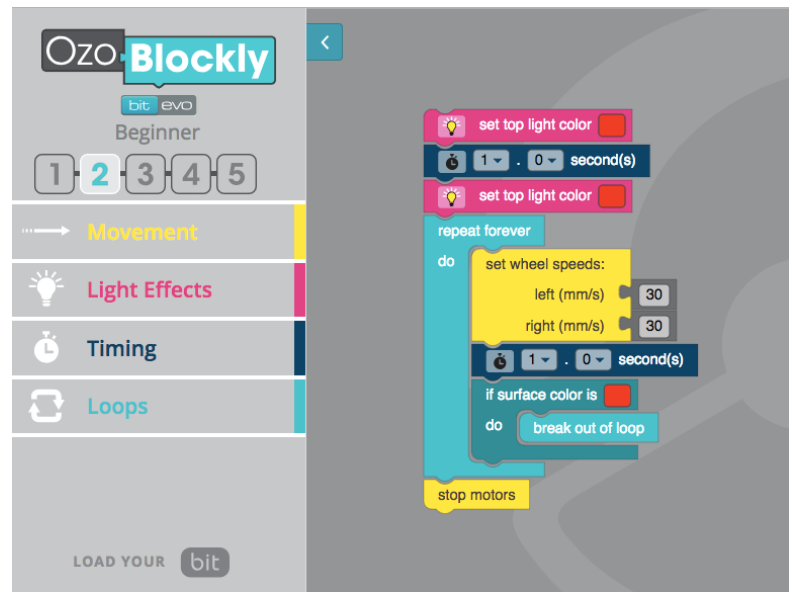 OZO Blockly
bit evo
Beginner
1 2 3 4 5
Movement
Light Effects
Timing
Loops
LOAD YOUR bit
set top light color
1 . 0 second(s)
set top light color
repeat forever
do
set wheel speeds:
left (mm/s) 30
right (mm/s) 30
1 . 0 second(s)
if surface color is
do break out of loop
stop motors